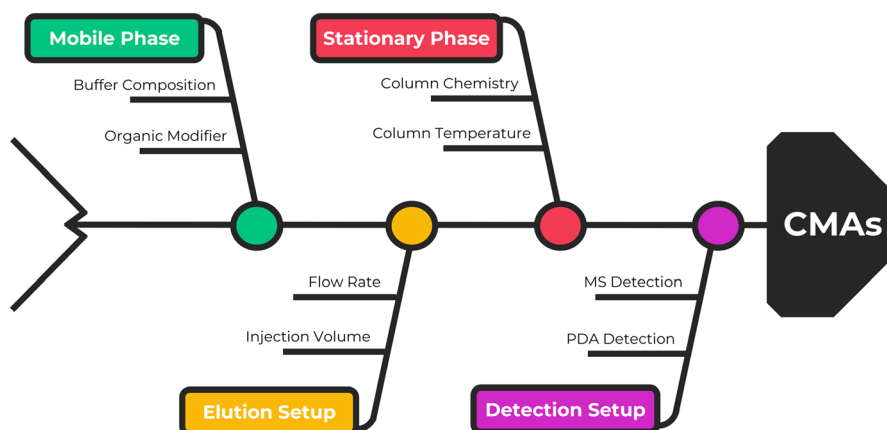 Mobile Phase
Buffer Composition
Organic Modifier
Stationary Phase
Column Chemistry
Column Temperature
CMAs
Flow Rate
Injection Volume
Elution Setup
MS Detection
PDA Detection
Detection Setup